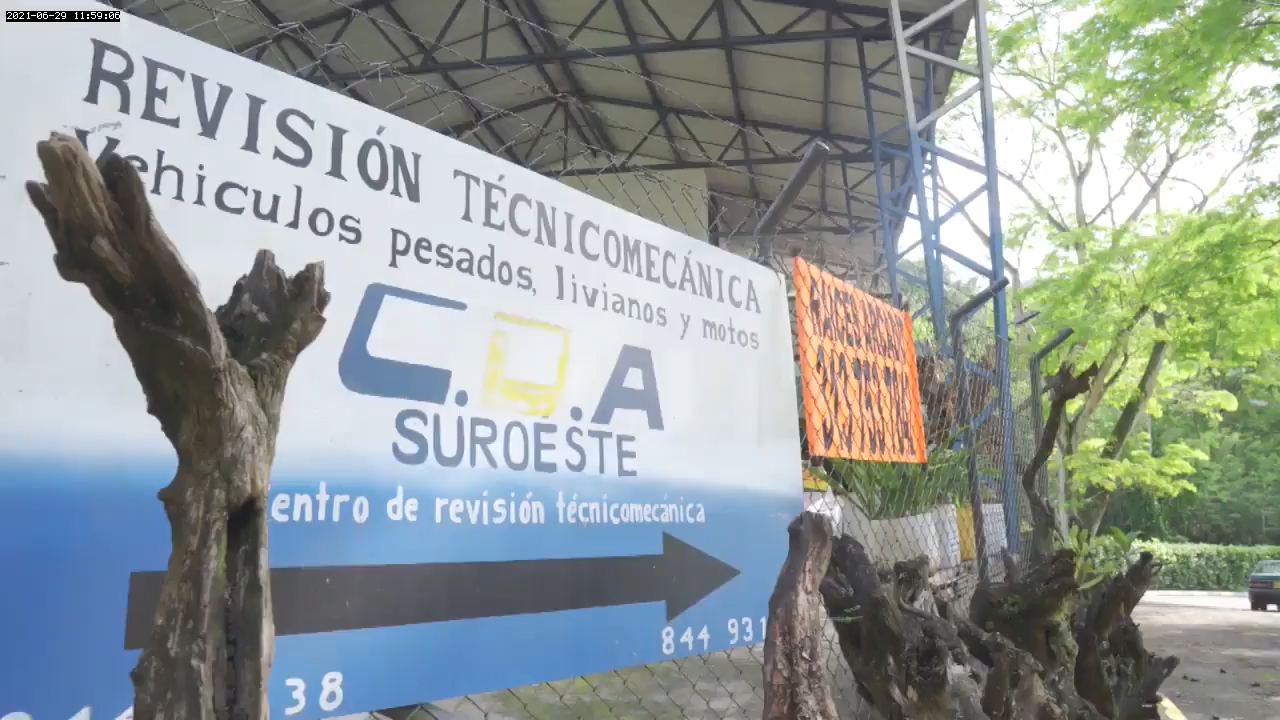 2021-06-29 11:59:06
REVISIÓN TÉCNICOMECÁNICA
Vehiculos pesados, livianos y motos
C.D.A
SUROESTE
entro de revisión técnicomecánica
844 931
38